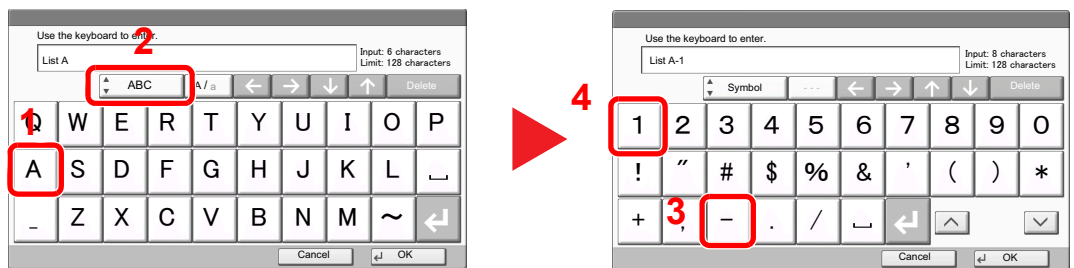 Use the keyboard to enter.
2
List A
Input: 6 characters
Limit: 128 characters
ABC A / a ← → ↓ ↑ Delete
1
Q W E R T Y U I O P
A S D F G H J K L ⎵
_ Z X C V B N M ~ ↵
Cancel ↵ OK
Use the keyboard to enter.
List A-1
Input: 8 characters
Limit: 128 characters
Symbol --- ← → ↑ ↓ Delete
4
1 2 3 4 5 6 7 8 9 0
! " # $ % & ' ( ) *
3
+ , − . / ⎵ ↵
Cancel ↵ OK